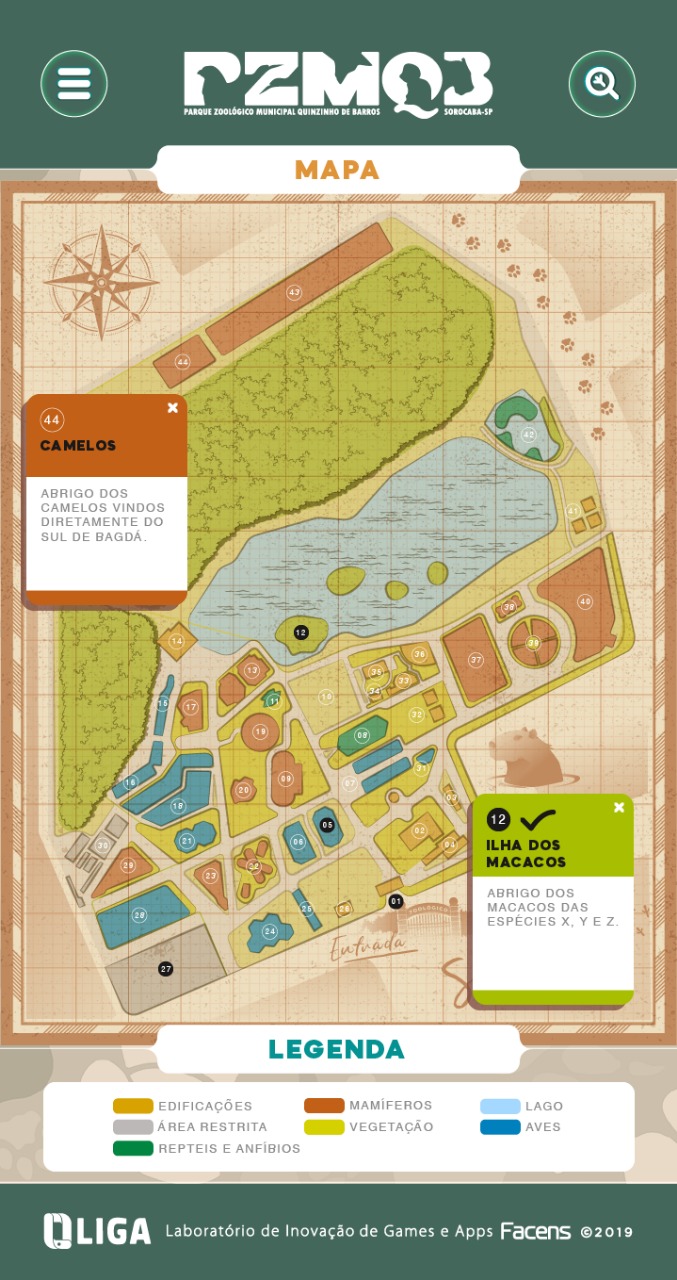 PZMQB
PARQUE ZOOLÓGICO MUNICIPAL QUINZINHO DE BARROS SOROCABA-SP
MAPA
43
44
44
CAMELOS
ABRIGO DOS
CAMELOS VINDOS
DIRETAMENTE DO
SUL DE BAGDÁ.
42
41
40
38
39
12
14
13
36
37
35
33
34
15
17
11
10
32
19
08
31
16
09
07
20
18
03
05
02
21
06
04
30
29
22
23
01
25
26
28
24
27
ZOOLÓGICO
Entrada
12
ILHA DOS
MACACOS
ABRIGO DOS
MACACOS DAS
ESPÉCIES X, Y E Z.
LEGENDA
EDIFICAÇÕES MAMÍFEROS LAGO
ÁREA RESTRITA VEGETAÇÃO AVES
REPTEIS E ANFÍBIOS
LIGA Laboratório de Inovação de Games e Apps Facens ©2019